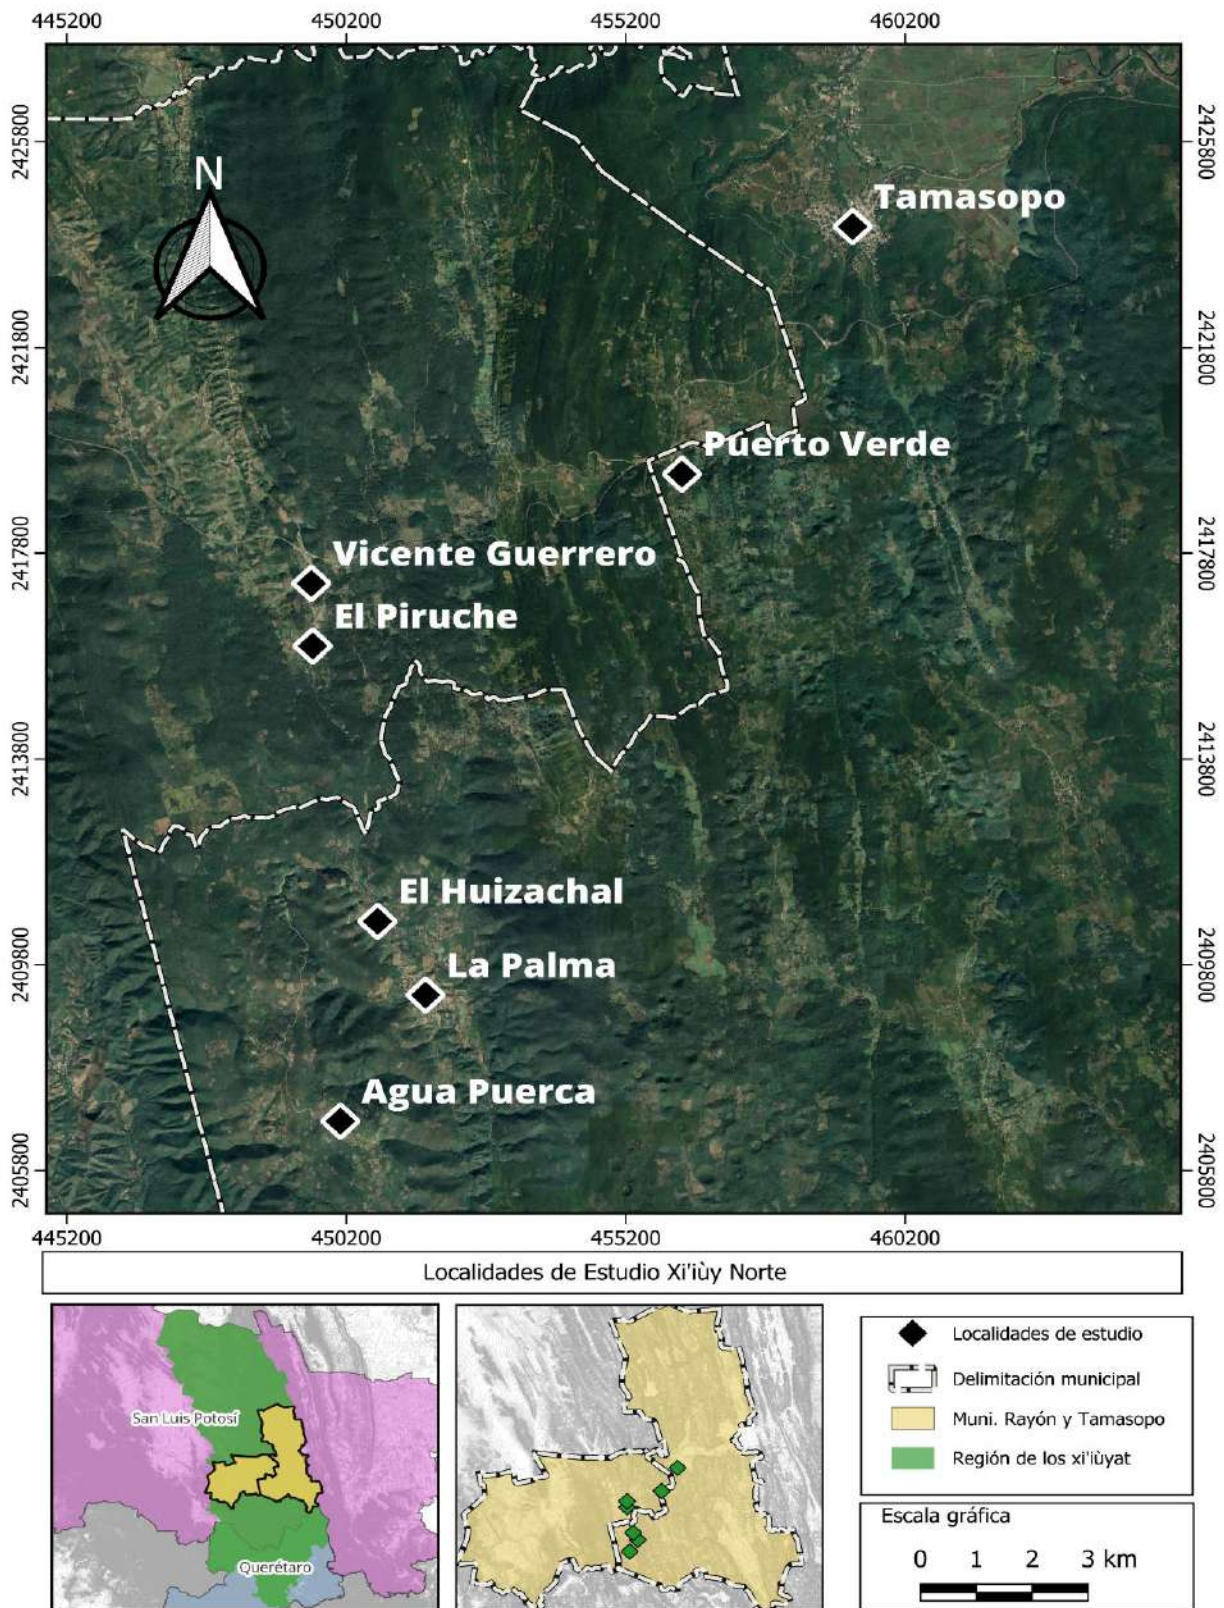 445200 450200 455200 460200
2425800 2425800
N
Tamasopo
2421800 2421800
Puerto Verde
2417800 2417800
Vicente Guerrero
El Piruche
2413800 2413800
El Huizachal
2409800 2409800
La Palma
Agua Puerca
2405800 2405800
445200 450200 455200 460200
Localidades de Estudio Xi'iùy Norte
San Luis Potosí
Querétaro
Localidades de estudio
Delimitación municipal
Muni. Rayón y Tamasopo
Región de los xi'iùyat
Escala gráfica
0 1 2 3 km